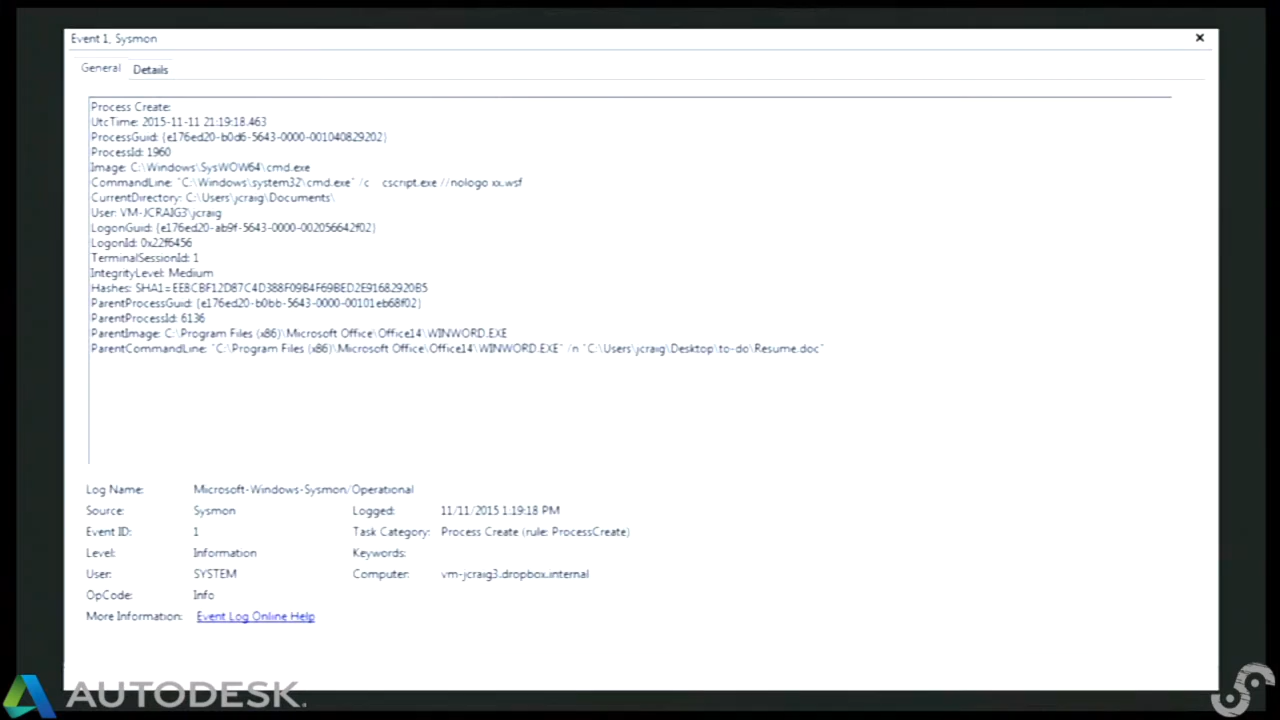 Event 1, Sysmon
General
Details
Process Create:
UtcTime: 2015-11-11 21:19:18.463
ProcessGuid: {e176ed20-b0d6-5643-0000-001040829202}
ProcessId: 1960
Image: C:\Windows\SysWOW64\cmd.exe
CommandLine: "C:\Windows\system32\cmd.exe" /c cscript.exe //nologo xx.wsf
CurrentDirectory: C:\Users\jcraig\Documents\
User: VM-JCRAIG3\jcraig
LogonGuid: {e176ed20-ab9f-5643-0000-002056642f02}
LogonId: 0x22f6456
TerminalSessionId: 1
IntegrityLevel: Medium
Hashes: SHA1=EE8CBF12D87C4D388F09B4F69BED2E91682920B5
ParentProcessGuid: {e176ed20-b0bb-5643-0000-00101eb68f02}
ParentProcessId: 6136
ParentImage: C:\Program Files (x86)\Microsoft Office\Office14\WINWORD.EXE
ParentCommandLine: "C:\Program Files (x86)\Microsoft Office\Office14\WINWORD.EXE" /n "C:\Users\jcraig\Desktop\to-do\Resume.doc"
Log Name: Microsoft-Windows-Sysmon/Operational
Source: Sysmon Logged: 11/11/2015 1:19:18 PM
Event ID: 1 Task Category: Process Create (rule: ProcessCreate)
Level: Information Keywords:
User: SYSTEM Computer: vm-jcraig3.dropbox.internal
OpCode: Info
More Information: Event Log Online Help
AUTODESK.